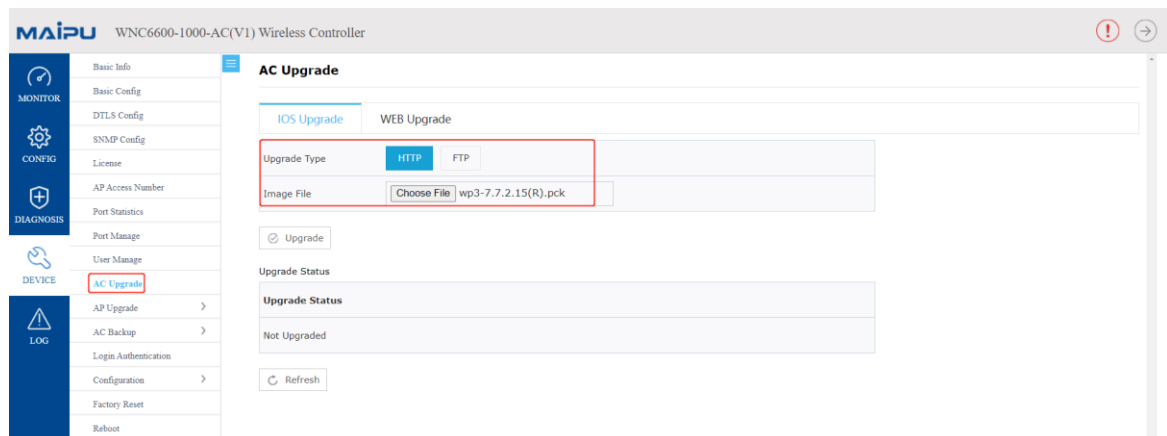 MAIPU WNC6600-1000-AC(V1) Wireless Controller
MONITOR
CONFIG
DIAGNOSIS
DEVICE
LOG
Basic Info
Basic Config
DTLS Config
SNMP Config
License
AP Access Number
Port Statistics
Port Manage
User Manage
AC Upgrade
AP Upgrade
AC Backup
Login Authentication
Configuration
Factory Reset
Reboot
AC Upgrade
IOS Upgrade WEB Upgrade
Upgrade Type HTTP FTP
Image File Choose File wp3-7.7.2.15(R).pck
Upgrade
Upgrade Status
Upgrade Status
Not Upgraded
Refresh